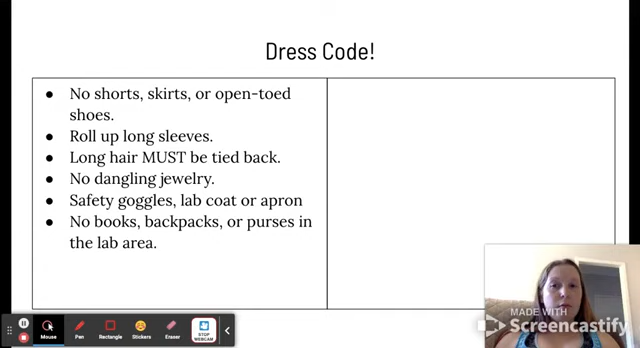 Dress Code!
● No shorts, skirts, or open-toed
shoes.
● Roll up long sleeves.
● Long hair MUST be tied back.
● No dangling jewelry.
● Safety goggles, lab coat or apron
● No books, backpacks, or purses in
the lab area.
MADE WITH
Screencastify
Mouse
Pen
Rectangle
Stickers
Eraser
STOP
WEBCAM